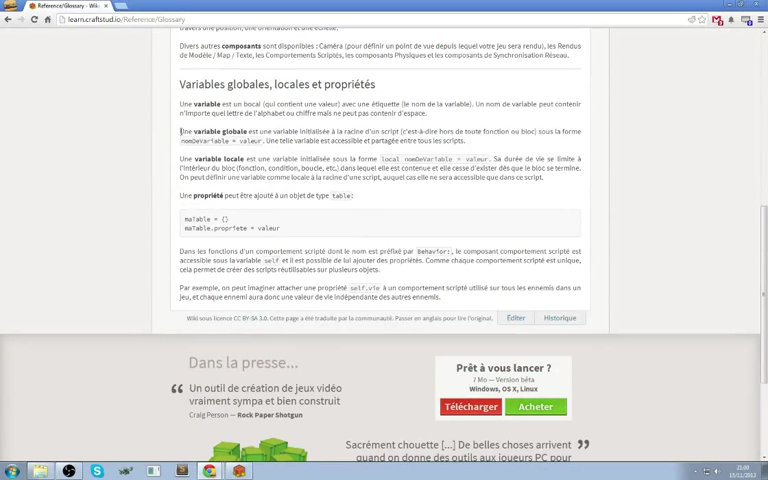 Reference/Glossary - Wiki
learn.craftstud.io/Reference/Glossary
travers une position, une orientation et une échelle.
Divers autres composants sont disponibles : Caméra (pour définir un point de vue depuis lequel votre jeu sera rendu), les Rendus
de Modèle / Map / Texte, les Comportements Scriptés, les composants Physiques et les composants de Synchronisation Réseau.
Variables globales, locales et propriétés
Une variable est un bocal (qui contient une valeur) avec une étiquette (le nom de la variable). Un nom de variable peut contenir
n'importe quel lettre de l'alphabet ou chiffre mais ne peut pas contenir d'espace.
Une variable globale est une variable initialisée à la racine d'un script (c'est-à-dire hors de toute fonction ou bloc) sous la forme
nomDeVariable = valeur. Une telle variable est accessible et partagée entre tous les scripts.
Une variable locale est une variable initialisée sous la forme local nomDeVariable = valeur. Sa durée de vie se limite à
l'intérieur du bloc (fonction, condition, boucle, etc.) dans lequel elle est contenue et elle cesse d'exister dès que le bloc se termine.
On peut définir une variable comme locale à la racine d'une script, auquel cas elle ne sera accessible que dans ce script.
Une propriété peut être ajouté à un objet de type table:
maTable = {}
maTable.propriete = valeur
Dans les fonctions d'un comportement scripté dont le nom est préfixé par Behavior:, le composant comportement scripté est
accessible sous la variable self et il est possible de lui ajouter des propriétés. Comme chaque comportement scripté est unique,
cela permet de créer des scripts réutilisables sur plusieurs objets.
Par exemple, on peut imaginer attacher une propriété self.vie à un comportement scripté utilisé sur tous les ennemis dans un
jeu, et chaque ennemi aura donc une valeur de vie indépendante des autres ennemis.
Wiki sous licence CC BY-SA 3.0. Cette page a été traduite par la communauté. Passer en anglais pour lire l'original.
Éditer
Historique
Dans la presse...
Un outil de création de jeux vidéo
vraiment sympa et bien construit
Craig Person — Rock Paper Shotgun
Prêt à vous lancer ?
7 Mo — Version bêta
Windows, OS X, Linux
Télécharger
Acheter
Sacrément chouette [...] De belles choses arrivent
quand on donne des outils aux joueurs PC pour
15/11/2013